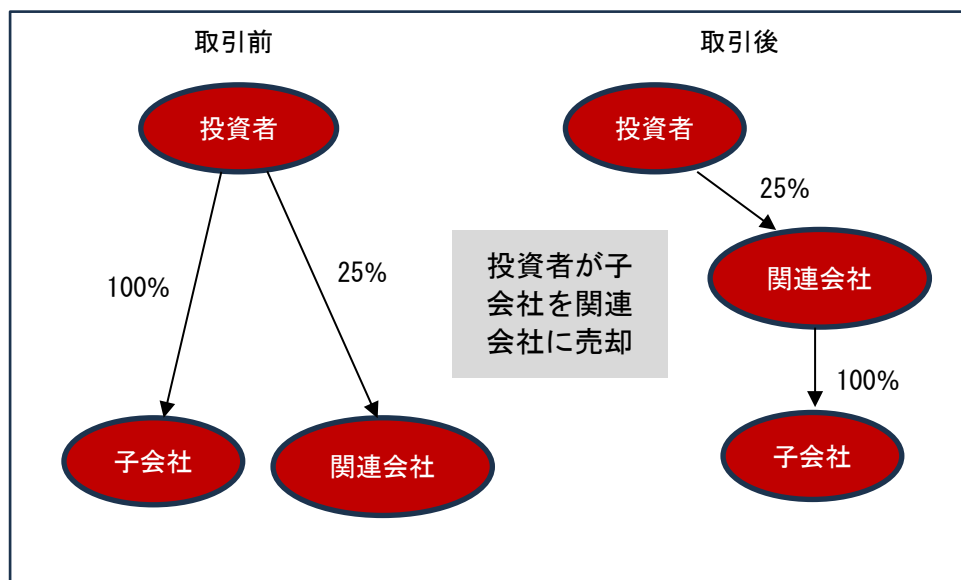 取引前
投資者
100%
25%
子会社
関連会社
投資者が子
会社を関連
会社に売却
取引後
投資者
25%
関連会社
100%
子会社